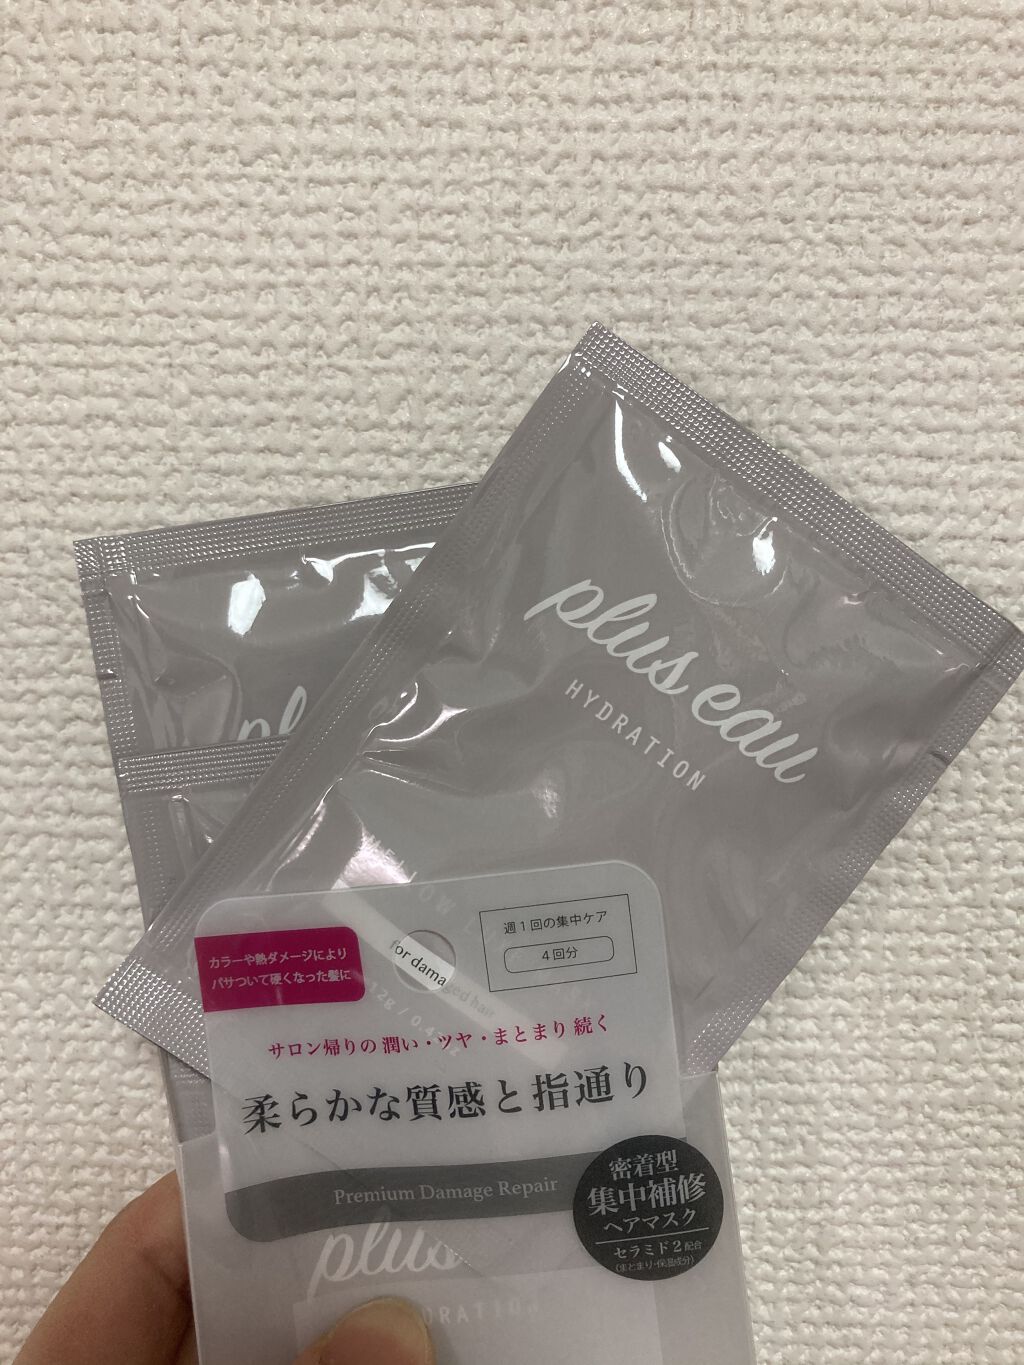 plus eau
HYDRATION
カラーや熱ダメージにより
パサついて硬くなった髪に
for damaged hair
週1回の集中ケア
4回分
サロン帰りの潤い・ツヤ・まとまり続く
柔らかな質感と指通り
Premium Damage Repair
密着型
集中補修
ヘアマスク
セラミド2配合
(まとまり・保湿成分)
plus